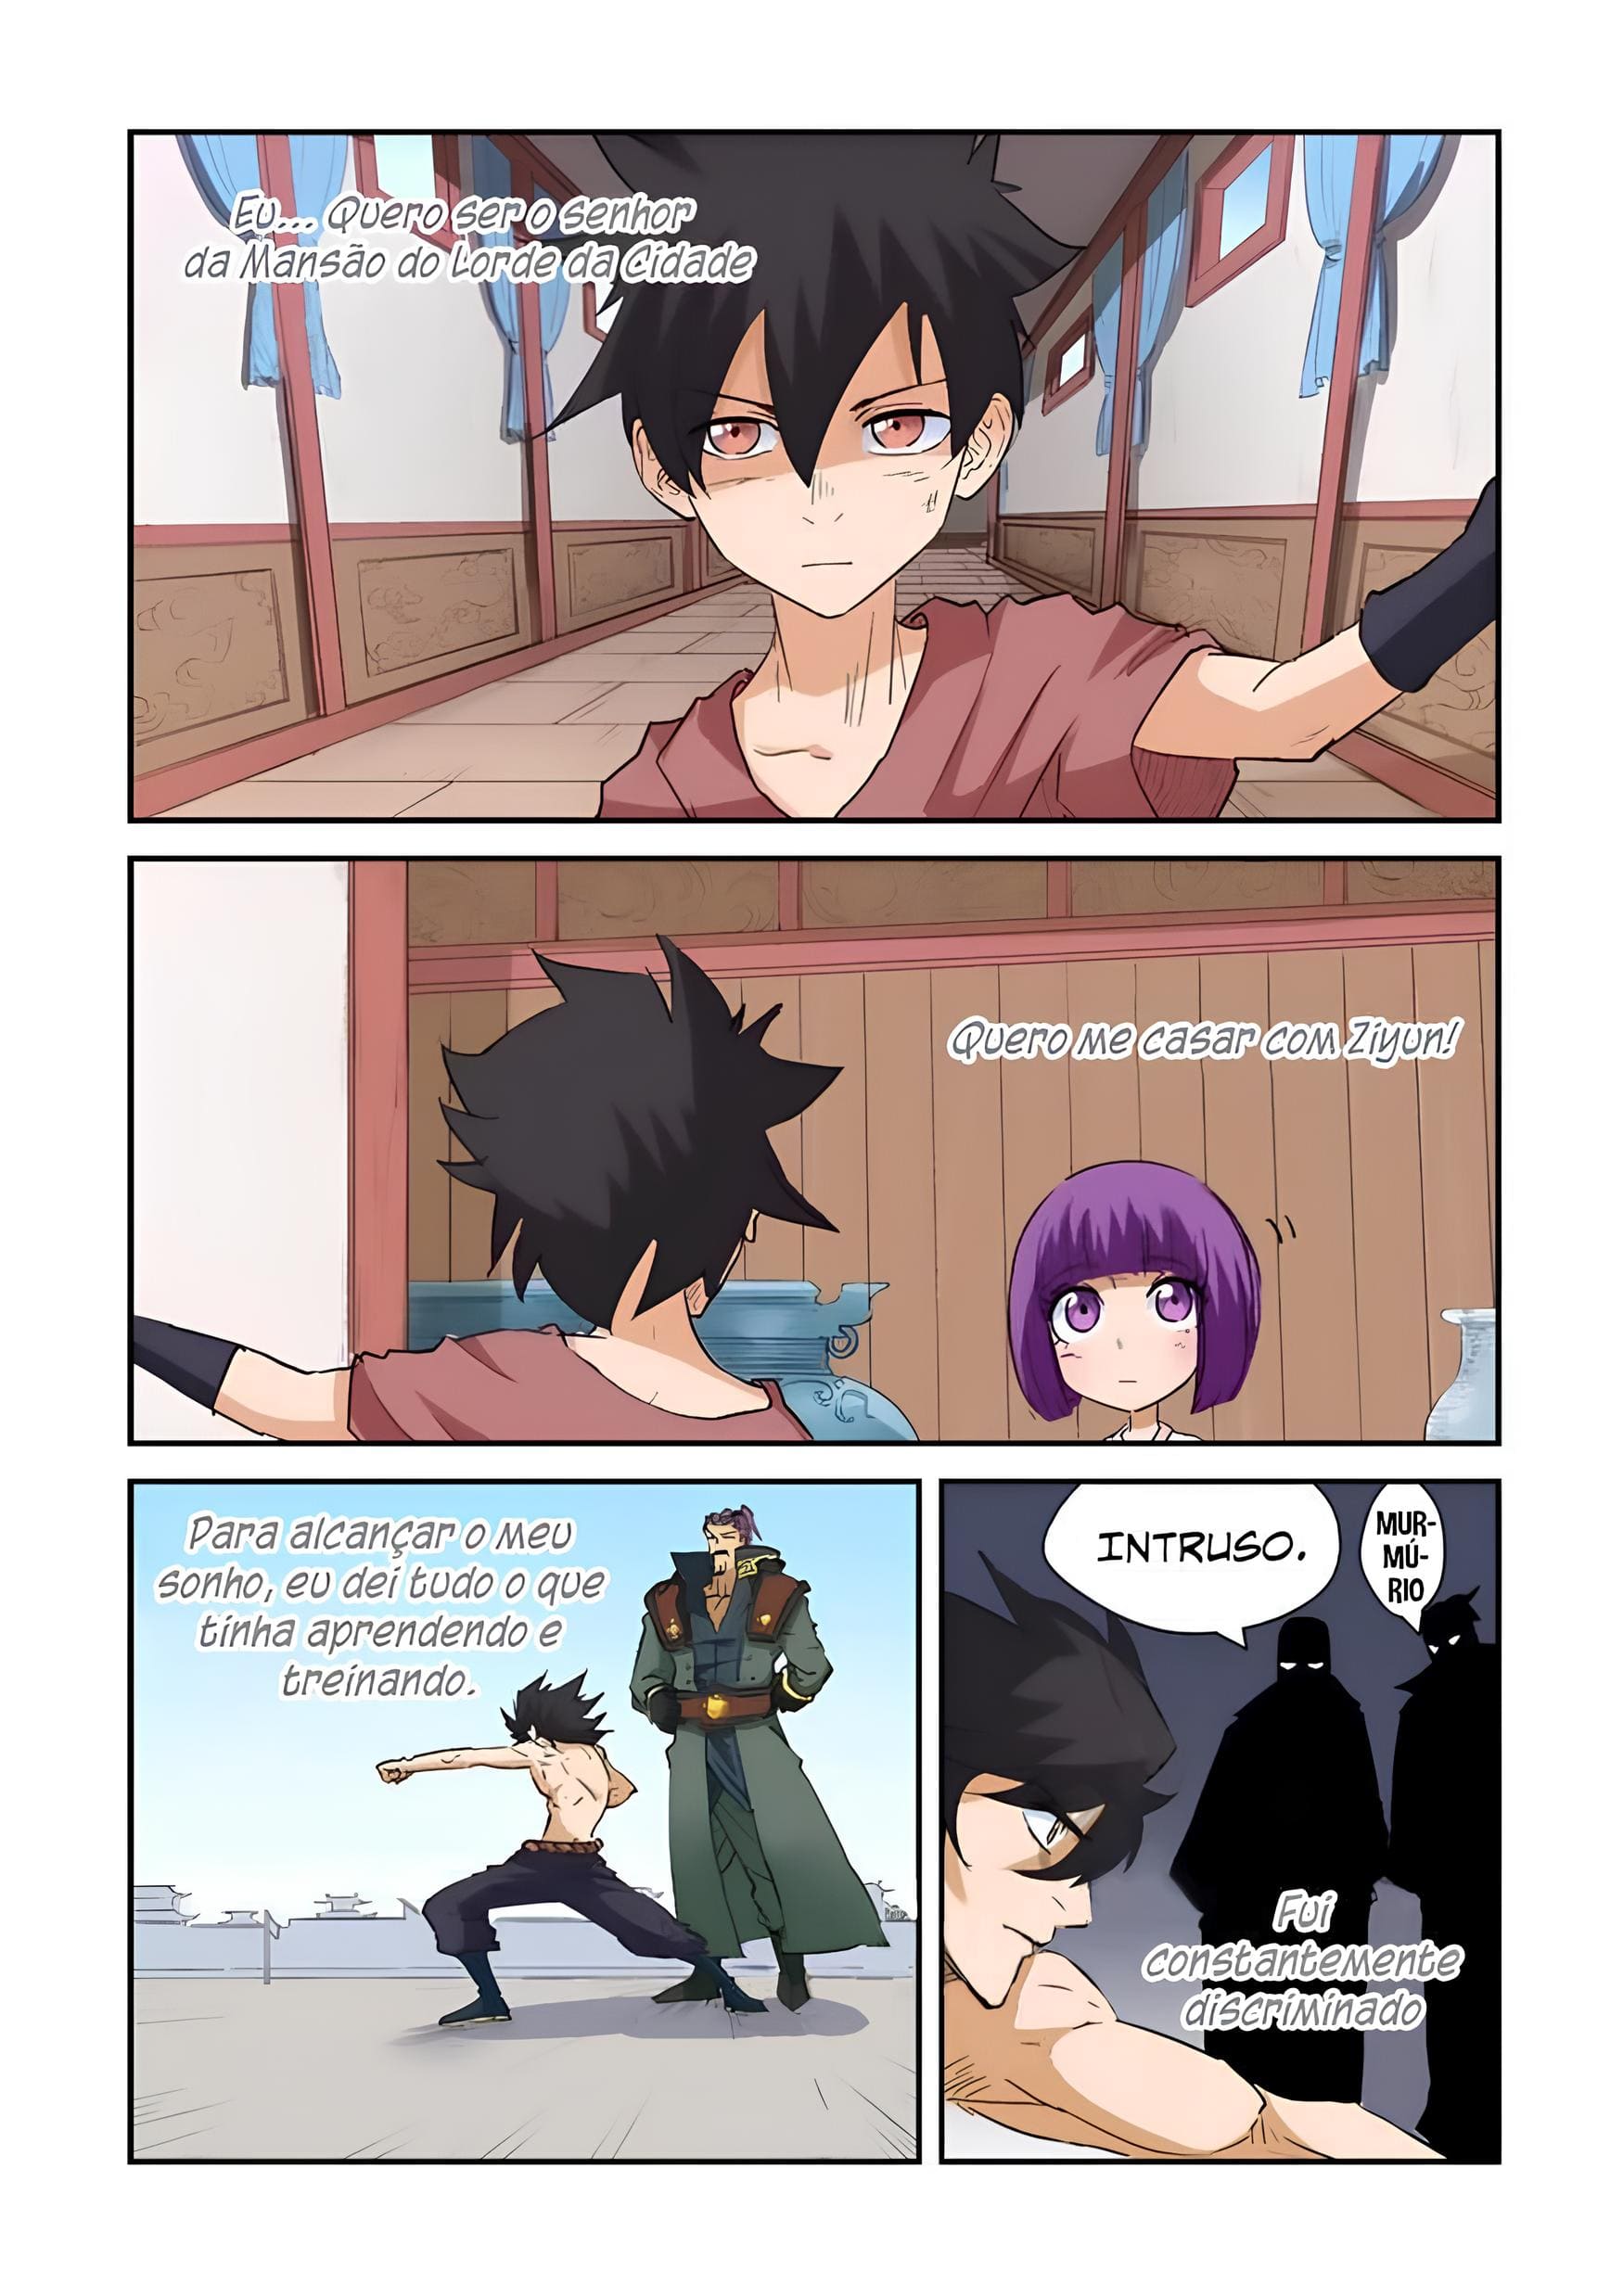 Eu... Quero ser o senhor
da Mansão do Lorde da Cidade
Quero me casar com Ziyun!
Para alcançar o meu
sonho, eu dei tudo o que
tinha aprendendo e
treinando.
INTRUSO.
MUR-
MÚ-
RIO
Fui
constantemente
discriminado